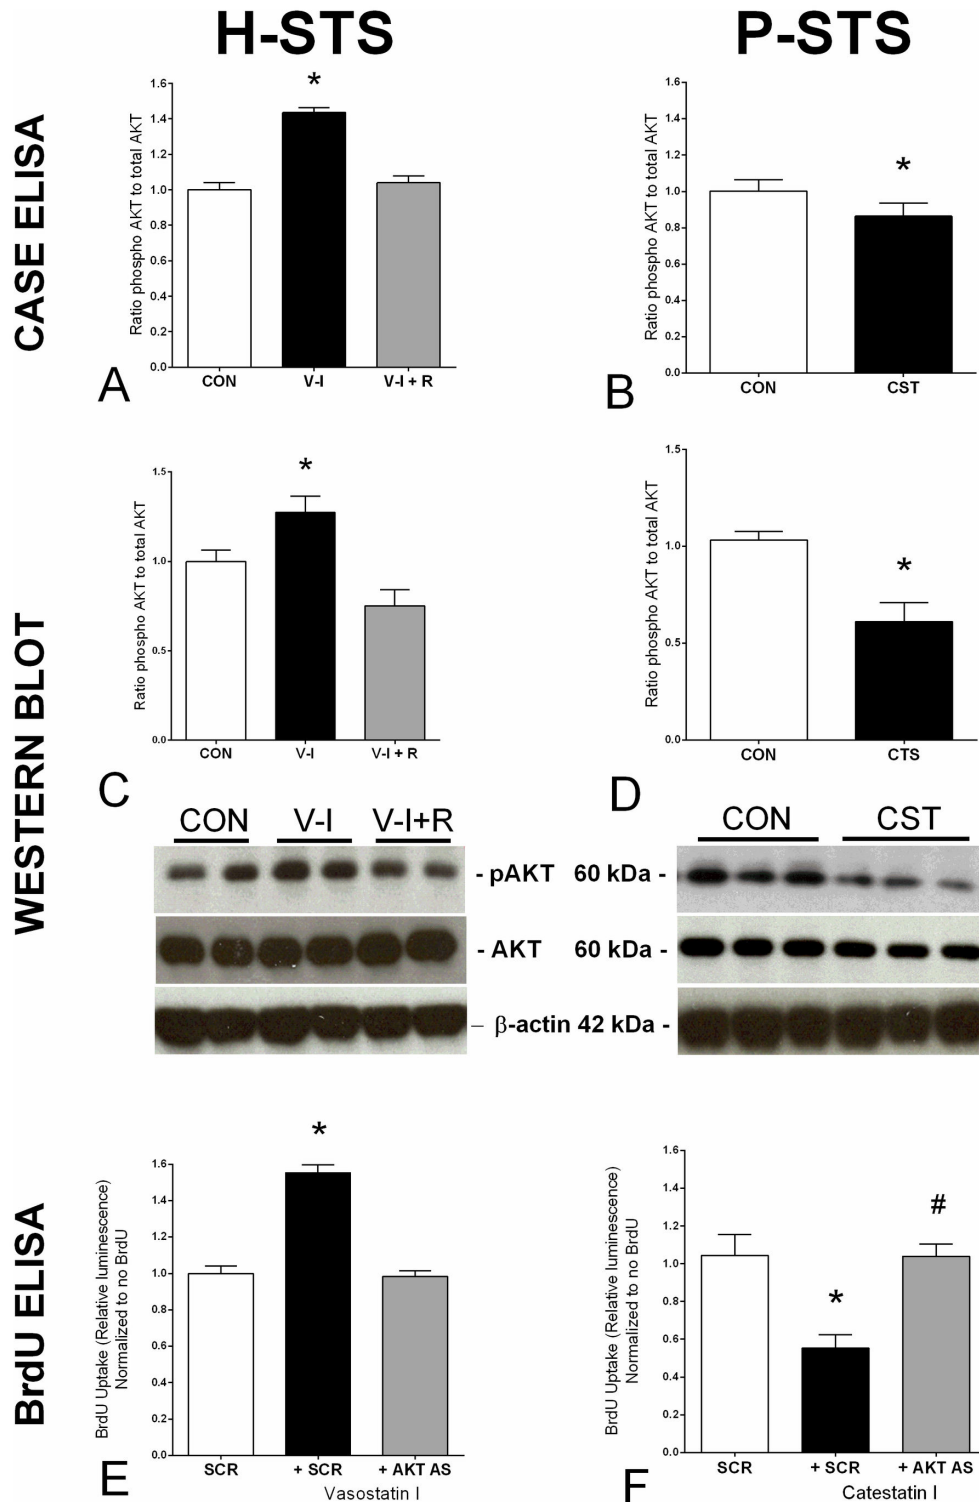 H-STS
P-STS
CASE ELISA
Ratio phospho AKT to total AKT
1.6
1.4
1.2
1.0
0.8
0.6
0.4
0.2
0.0
*
CON
V-I
V-I + R
A
Ratio phospho AKT to total AKT
1.6
1.4
1.2
1.0
0.8
0.6
0.4
0.2
0.0
*
CON
CST
B
WESTERN BLOT
Ratio phospho AKT to total AKT
1.5
1.0
0.5
0.0
*
CON
V-I
V-I + R
C
Ratio phospho AKT to total AKT
1.5
1.0
0.5
0.0
*
CON
CTS
D
CON
V-I
V-I+R
CON
CST
- pAKT 60 kDa -
- AKT 60 kDa -
– β-actin 42 kDa -
BrdU ELISA
BrdU Uptake (Relative luminescence)
Normalized to no BrdU
1.6
1.4
1.2
1.0
0.8
0.6
0.4
0.2
0.0
*
SCR
+ SCR
+ AKT AS
Vasostatin I
E
BrdU Uptake (Relative luminescence)
Normalized to no BrdU
1.6
1.4
1.2
1.0
0.8
0.6
0.4
0.2
0.0
*
#
SCR
+ SCR
+ AKT AS
Catestatin I
F